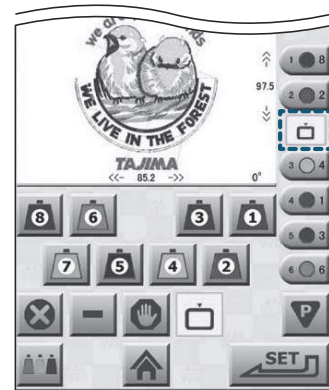 we are friends
WE LIVE IN THE FOREST
TAJIMA
97.5
<<- 85.2 ->> 0°
1 8
2 2
3 4
4 1
5 3
6 6
8 6 3 1
7 5 4 2
P
SET